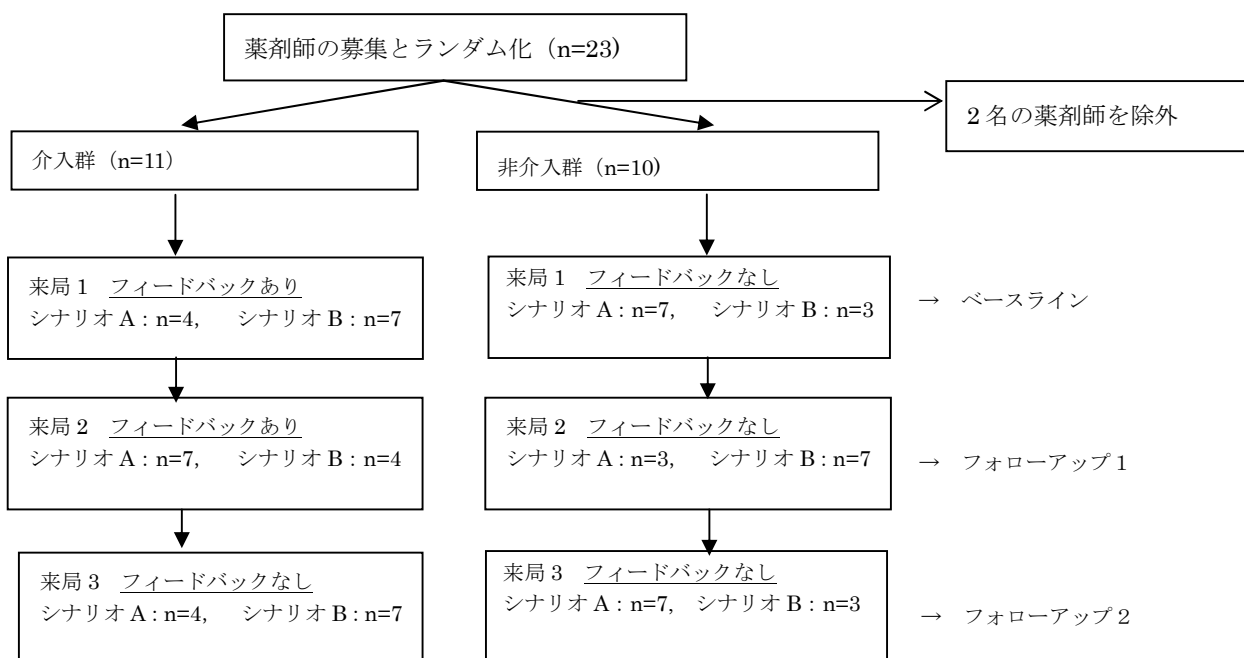 薬剤師の募集とランダム化（n=23)
2 名の薬剤師を除外
介入群（n=11）
非介入群（n=10)
来局 1　フィードバックあり
シナリオ A : n=4,　シナリオ B : n=7
来局 1　フィードバックなし
シナリオ A : n=7,　シナリオ B : n=3
→　ベースライン
来局 2　フィードバックあり
シナリオ A : n=7,　シナリオ B : n=4
来局 2　フィードバックなし
シナリオ A : n=3,　シナリオ B : n=7
→　フォローアップ 1
来局 3　フィードバックなし
シナリオ A : n=4,　シナリオ B : n=7
来局 3　フィードバックなし
シナリオ A : n=7,　シナリオ B : n=3
→　フォローアップ 2